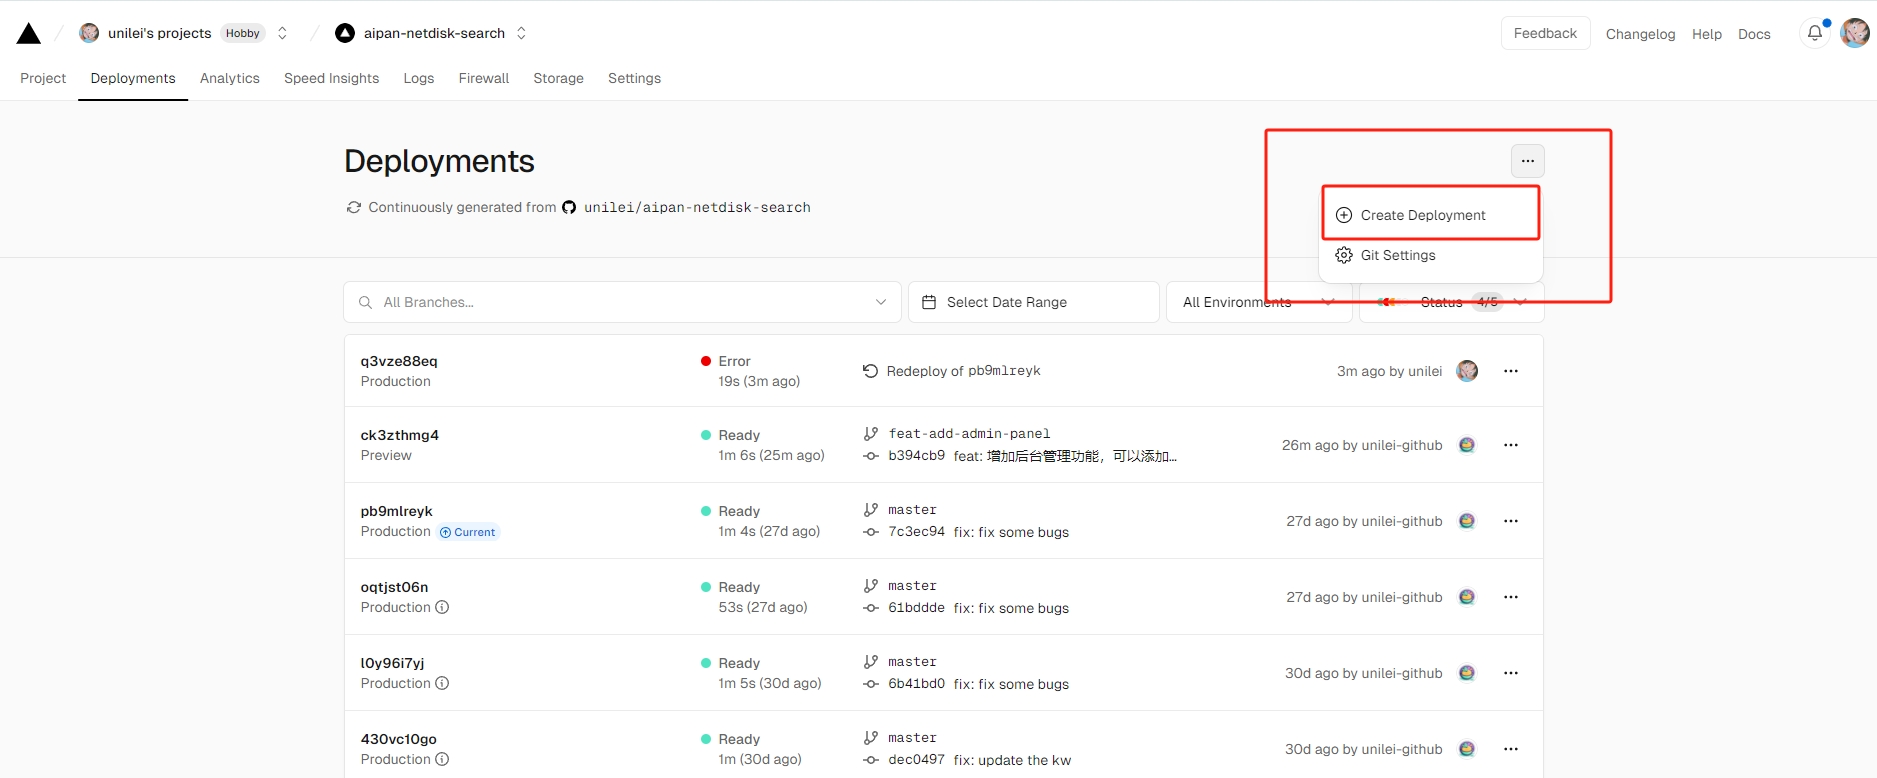 unilei's projects Hobby aipan-netdisk-search Feedback Changelog Help Docs
Project Deployments Analytics Speed Insights Logs Firewall Storage Settings
Deployments
Continuously generated from unilei/aipan-netdisk-search
Create Deployment
Git Settings
All Branches... Select Date Range All Environments Status 4/5
q3vze88eq Error Redeploy of pb9mlreyk 3m ago by unilei
Production 19s (3m ago)
ck3zthmg4 Ready feat-add-admin-panel 26m ago by unilei-github
Preview 1m 6s (25m ago) b394cb9 feat: 增加后台管理功能，可以添加...
pb9mlreyk Ready master 27d ago by unilei-github
Production Current 1m 4s (27d ago) 7c3ec94 fix: fix some bugs
oqtjst06n Ready master 27d ago by unilei-github
Production 53s (27d ago) 61bddde fix: fix some bugs
l0y96i7yj Ready master 30d ago by unilei-github
Production 1m 5s (30d ago) 6b41bd0 fix: fix some bugs
430vc10go Ready master 30d ago by unilei-github
Production 1m (30d ago) dec0497 fix: update the kw